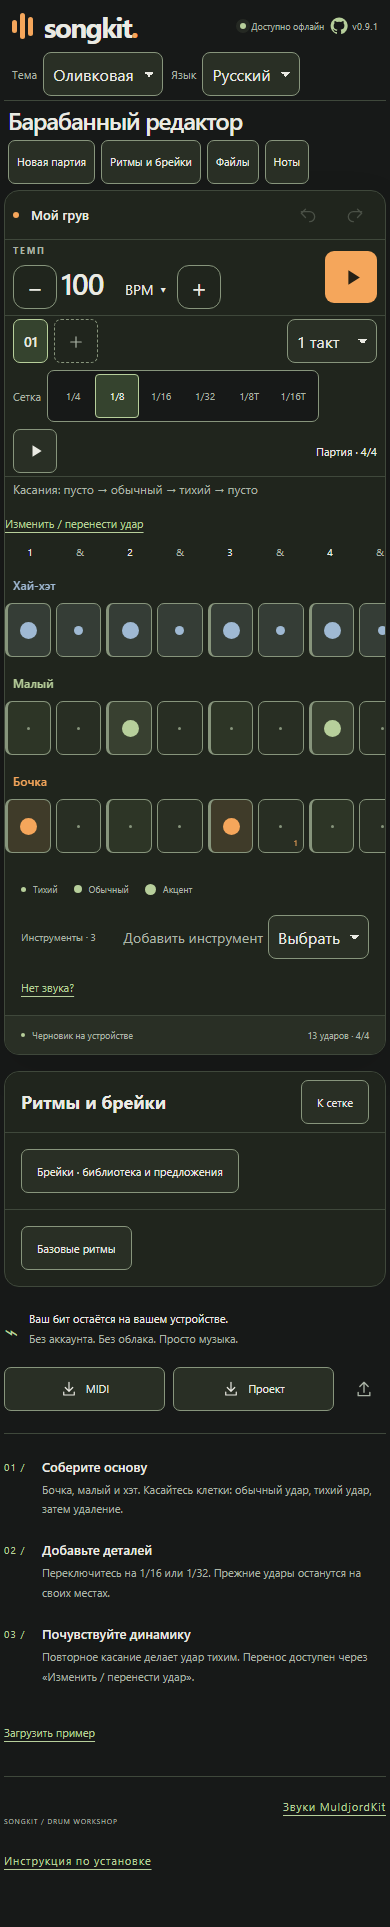 songkit.
Доступно офлайн v0.9.1
Тема Оливковая Язык Русский
Барабанный редактор
Новая партия Ритмы и брейки Файлы Ноты
Мой грув
ТЕМП
− 100 BPM ▾ +
01 + 1 такт
Сетка 1/4 1/8 1/16 1/32 1/8T 1/16T
Партия · 4/4
Касания: пусто → обычный → тихий → пусто
Изменить / перенести удар
1 & 2 & 3 & 4 &
Хай-хэт
Малый
Бочка
1
Тихий Обычный Акцент
Инструменты · 3 Добавить инструмент Выбрать
Нет звука?
Черновик на устройстве 13 ударов · 4/4
Ритмы и брейки К сетке
Брейки · библиотека и предложения
Базовые ритмы
Ваш бит остаётся на вашем устройстве.
Без аккаунта. Без облака. Просто музыка.
MIDI Проект
01 / Соберите основу
Бочка, малый и хэт. Касайтесь клетки: обычный удар, тихий удар,
затем удаление.
02 / Добавьте деталей
Переключитесь на 1/16 или 1/32. Прежние удары останутся на
своих местах.
03 / Почувствуйте динамику
Повторное касание делает удар тихим. Перенос доступен через
«Изменить / перенести удар».
Загрузить пример
Звуки MuldjordKit
SONGKIT / DRUM WORKSHOP
Инструкция по установке